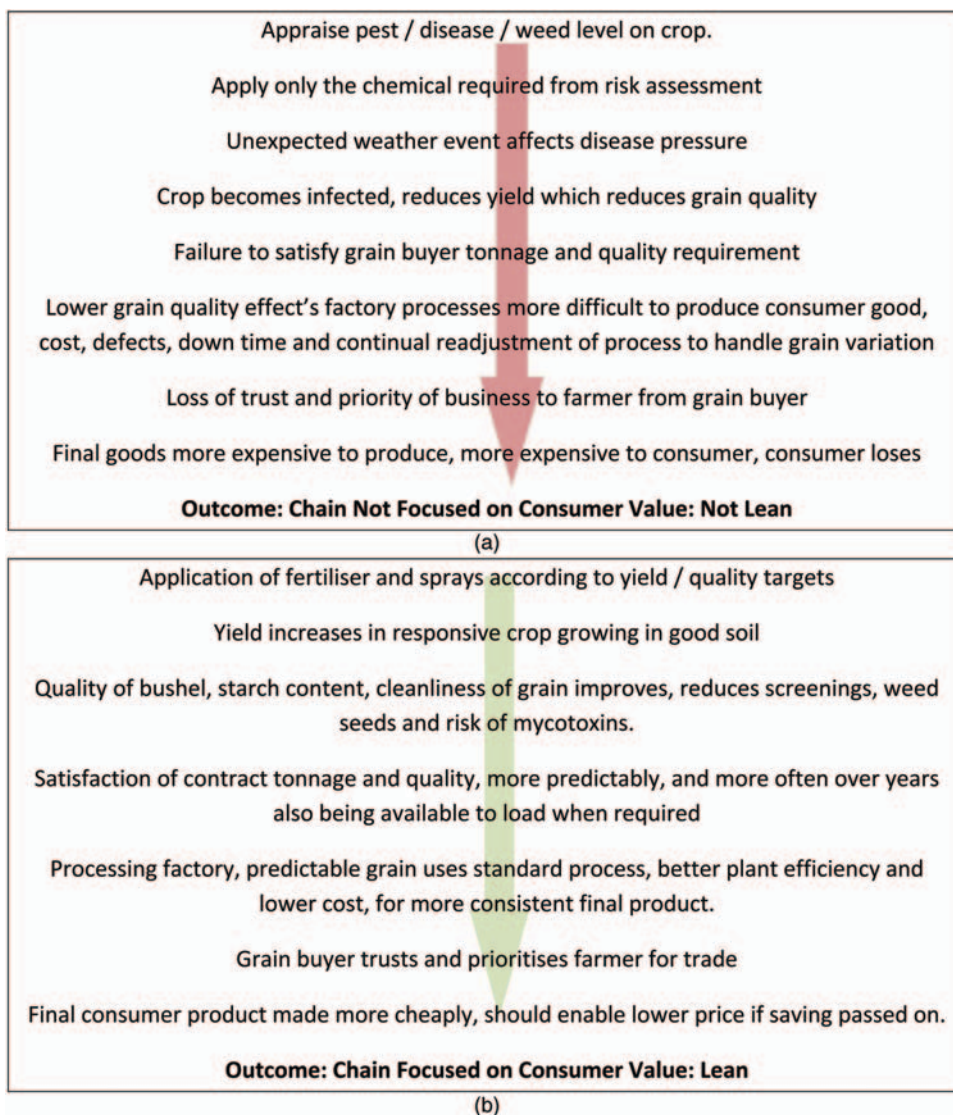 Appraise pest / disease / weed level on crop.
Apply only the chemical required from risk assessment
Unexpected weather event affects disease pressure
Crop becomes infected, reduces yield which reduces grain quality
Failure to satisfy grain buyer tonnage and quality requirement
Lower grain quality effect's factory processes more difficult to produce consumer good,
cost, defects, down time and continual readjustment of process to handle grain variation
Loss of trust and priority of business to farmer from grain buyer
Final goods more expensive to produce, more expensive to consumer, consumer loses
Outcome: Chain Not Focused on Consumer Value: Not Lean
(a)
Application of fertiliser and sprays according to yield / quality targets
Yield increases in responsive crop growing in good soil
Quality of bushel, starch content, cleanliness of grain improves, reduces screenings, weed
seeds and risk of mycotoxins.
Satisfaction of contract tonnage and quality, more predictably, and more often over years
also being available to load when required
Processing factory, predictable grain uses standard process, better plant efficiency and
lower cost, for more consistent final product.
Grain buyer trusts and prioritises farmer for trade
Final consumer product made more cheaply, should enable lower price if saving passed on.
Outcome: Chain Focused on Consumer Value: Lean
(b)